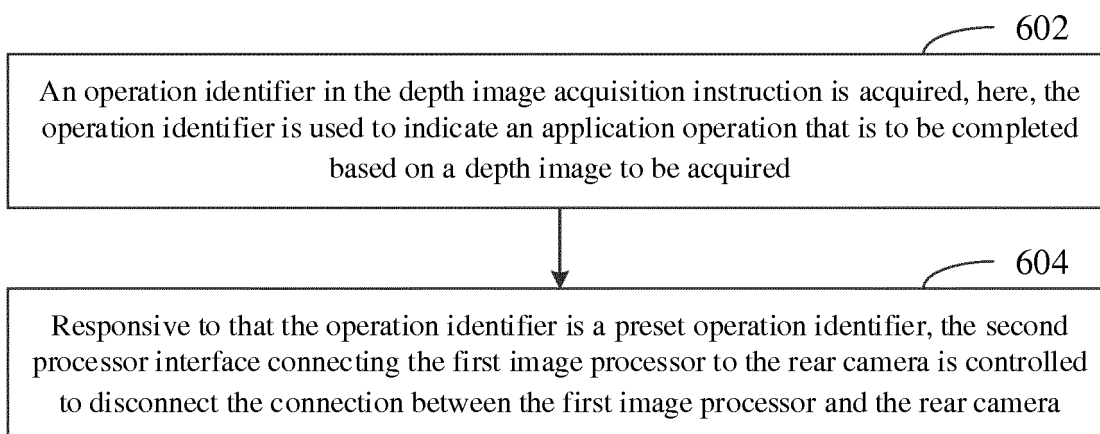 602
An operation identifier in the depth image acquisition instruction is acquired, here, the
operation identifier is used to indicate an application operation that is to be completed
based on a depth image to be acquired
604
Responsive to that the operation identifier is a preset operation identifier, the second
processor interface connecting the first image processor to the rear camera is controlled
to disconnect the connection between the first image processor and the rear camera